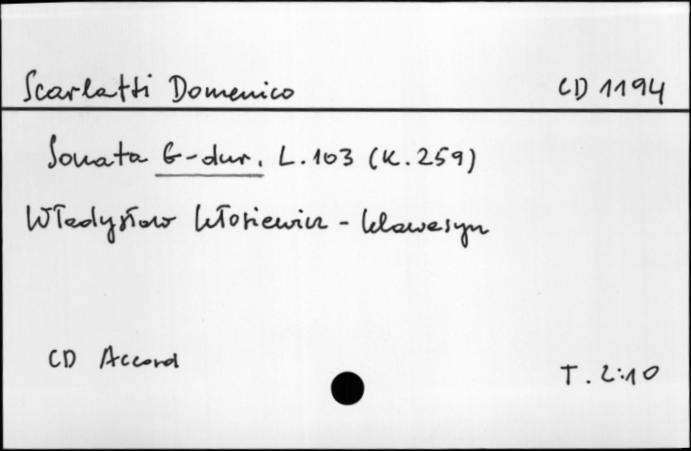 Scarlatti Domenico CD 1194
Sonata G-dur. L.103 (K.259)
Władysław Kłosiewicz - klawesyn
CD Accord
T. 2:10